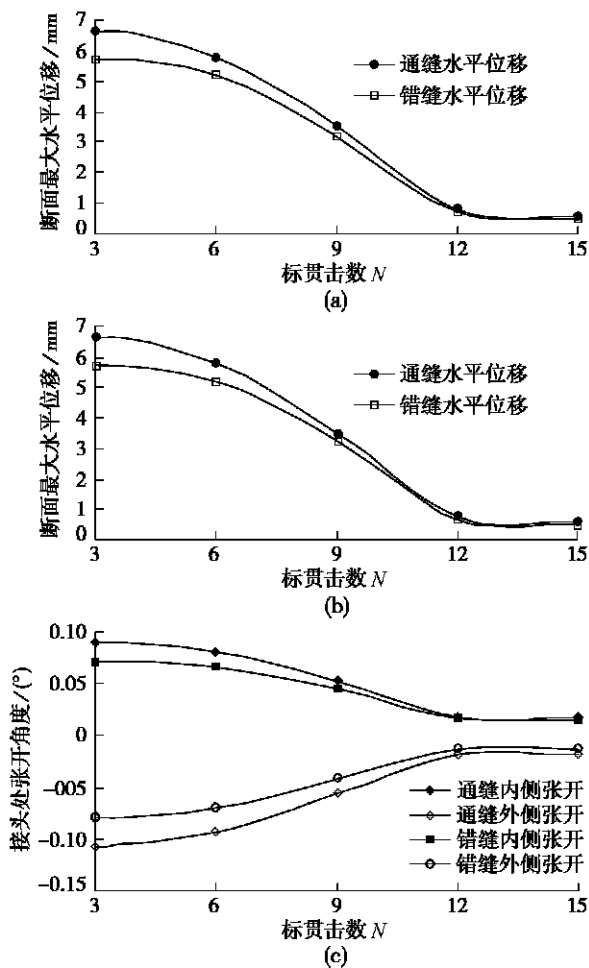 断面最大水平位移/mm
7
6
5
4
3
2
1
0
通缝水平位移
错缝水平位移
3 6 9 12 15
标贯击数 N
(a)
断面最大水平位移/mm
7
6
5
4
3
2
1
0
通缝水平位移
错缝水平位移
3 6 9 12 15
标贯击数 N
(b)
接头处张开角度/(°)
0.10
0.05
0
-005
-0.10
-0.15
通缝内侧张开
通缝外侧张开
错缝内侧张开
错缝外侧张开
3 6 9 12 15
标贯击数 N
(c)